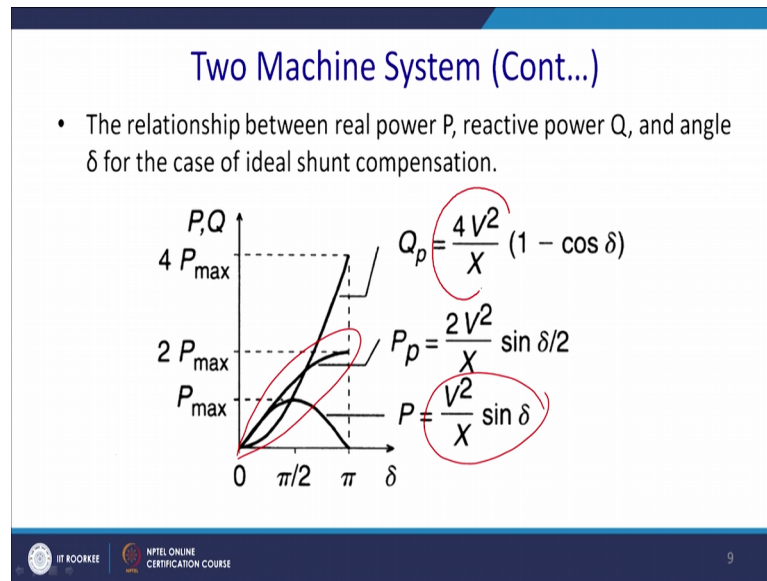 Two Machine System (Cont...)
• The relationship between real power P, reactive power Q, and angle
δ for the case of ideal shunt compensation.
P,Q
4 Pmax
2 Pmax
Pmax
0 π/2 π δ
Qp = 4V²/X (1 − cos δ)
Pp = 2V²/X sin δ/2
P = V²/X sin δ
IIT ROORKEE
NPTEL ONLINE
CERTIFICATION COURSE
9